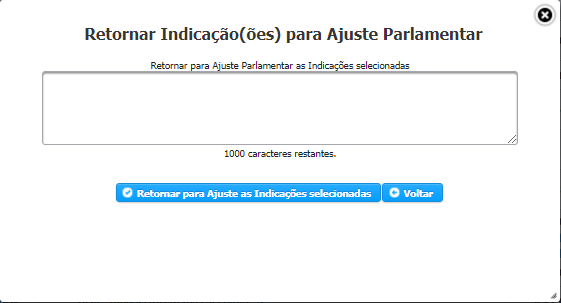 Retornar Indicação(ões) para Ajuste Parlamentar
Retornar para Ajuste Parlamentar as Indicações selecionadas
1000 caracteres restantes.
Retornar para Ajuste as Indicações selecionadas
Voltar